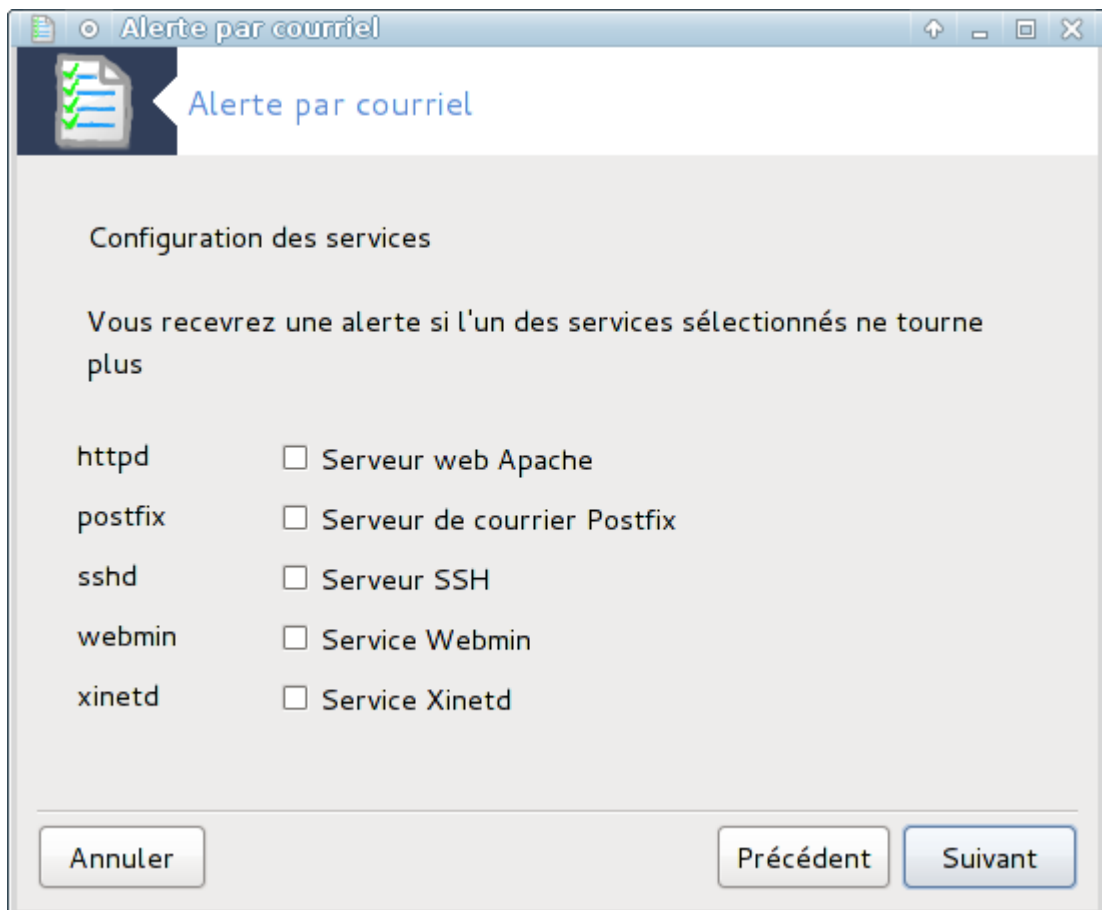 Alerte par courriel
Alerte par courriel
Configuration des services
Vous recevrez une alerte si l'un des services sélectionnés ne tourne
plus
httpd Serveur web Apache
postfix Serveur de courrier Postfix
sshd Serveur SSH
webmin Service Webmin
xinetd Service Xinetd
Annuler Précédent Suivant